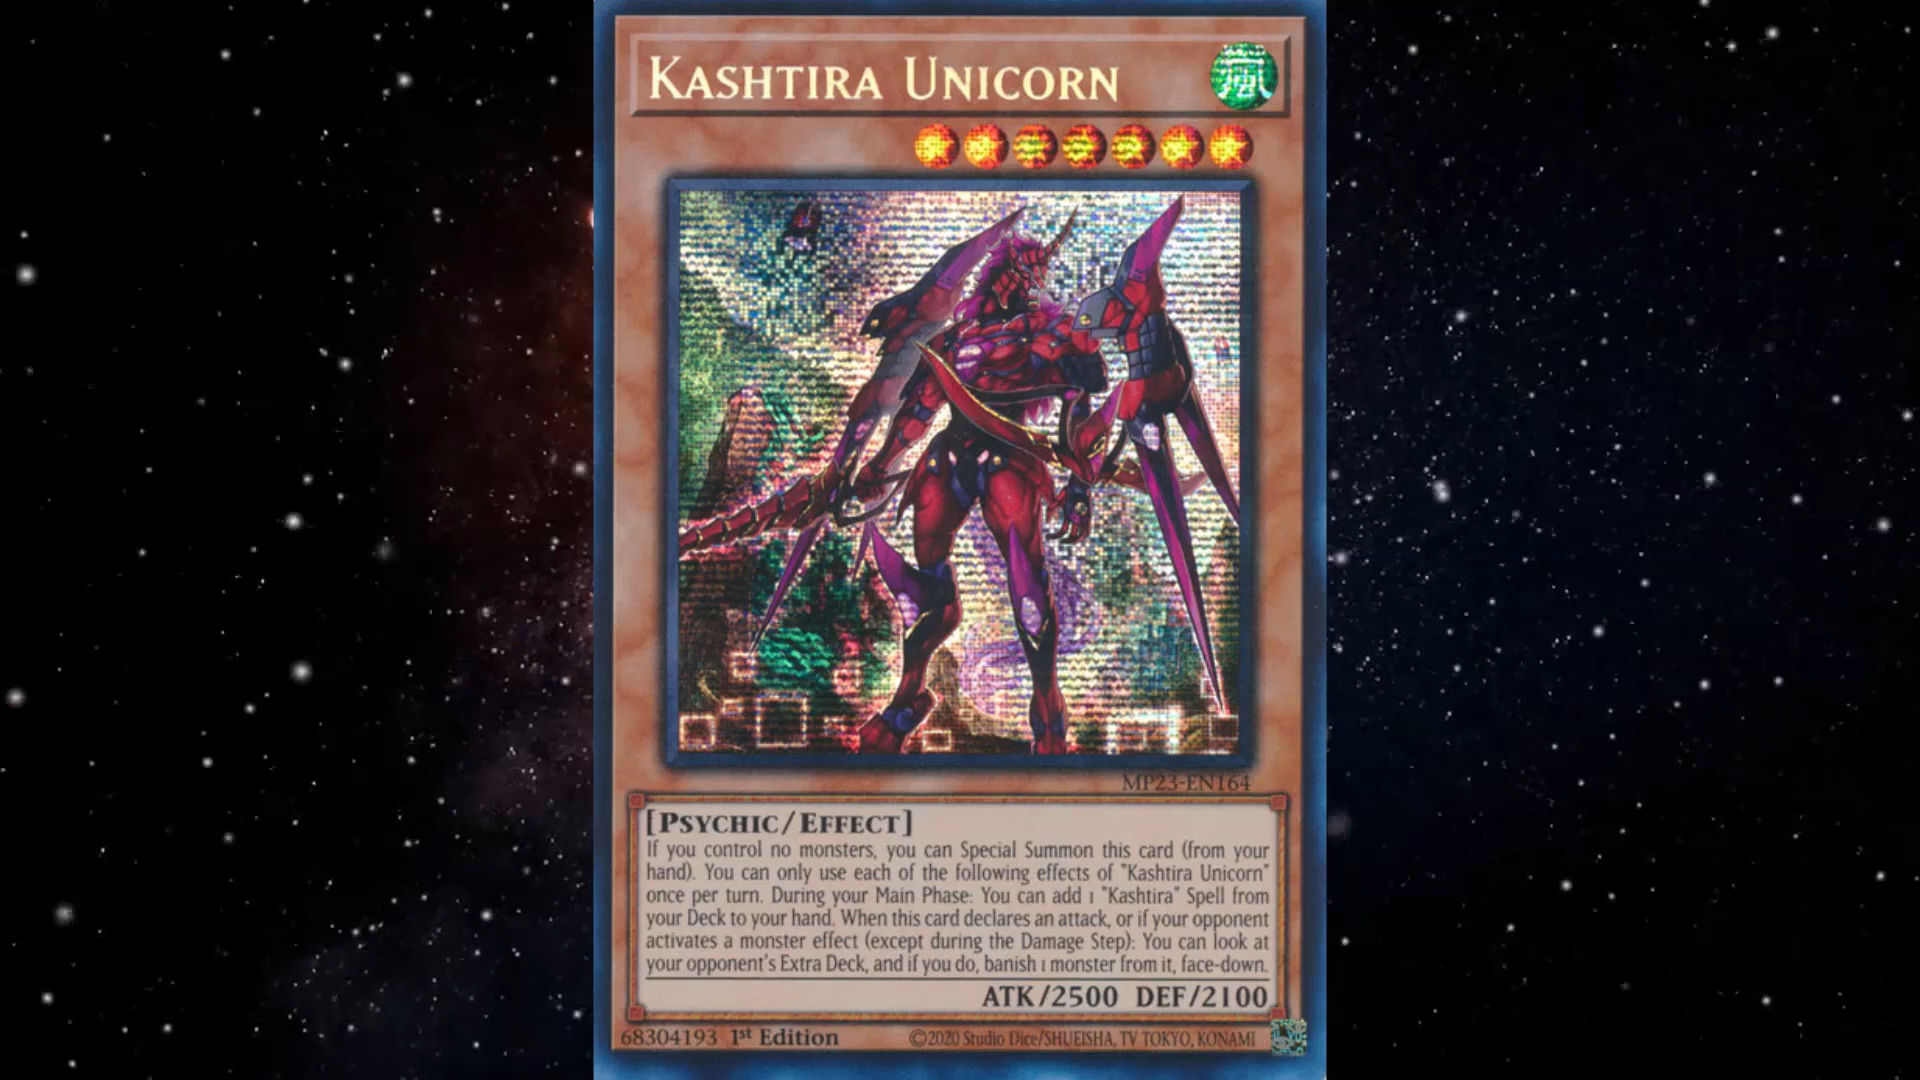 KASHTIRA UNICORN
風
MP23-EN164
[PSYCHIC/EFFECT]
If you control no monsters, you can Special Summon this card (from your
hand). You can only use each of the following effects of "Kashtira Unicorn"
once per turn. During your Main Phase: You can add 1 "Kashtira" Spell from
your Deck to your hand. When this card declares an attack, or if your opponent
activates a monster effect (except during the Damage Step): You can look at
your opponent's Extra Deck, and if you do, banish 1 monster from it, face-down.
ATK/2500 DEF/2100
68304193 1st Edition ©2020 Studio Dice/SHUEISHA, TV TOKYO, KONAMI